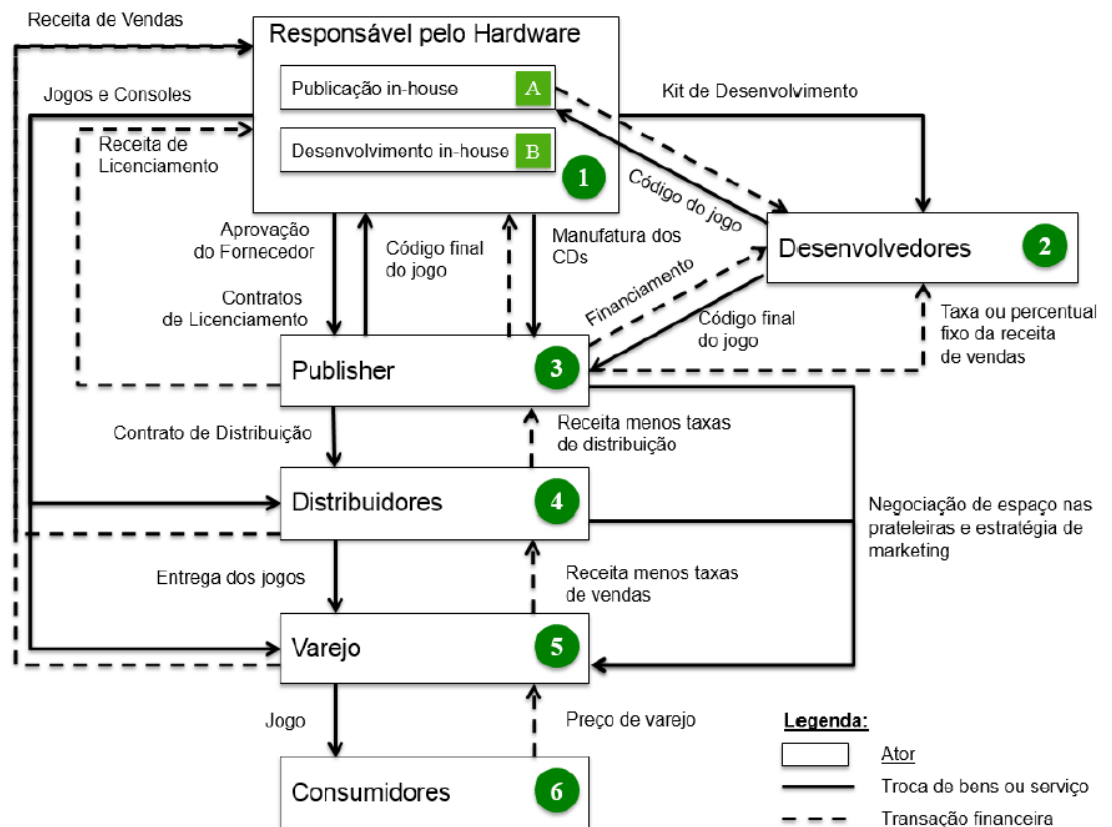 Receita de Vendas
Responsável pelo Hardware
Publicação in-house
A
Jogos e Consoles
Kit de Desenvolvimento
Receita de
Licenciamento
Desenvolvimento in-house
B
1
Código do jogo
Aprovação
do Fornecedor
Código final
do jogo
Manufatura dos
CDs
Desenvolvedores
2
Contratos
de Licenciamento
Financiamento
Código final
do jogo
Taxa ou percentual
fixo da receita
de vendas
Publisher
3
Contrato de Distribuição
Receita menos taxas
de distribuição
Distribuidores
4
Negociação de espaço nas
prateleiras e estratégia de
marketing
Entrega dos jogos
Receita menos taxas
de vendas
Varejo
5
Jogo
Preço de varejo
Consumidores
6
Legenda:
Ator
Troca de bens ou serviço
Transação financeira